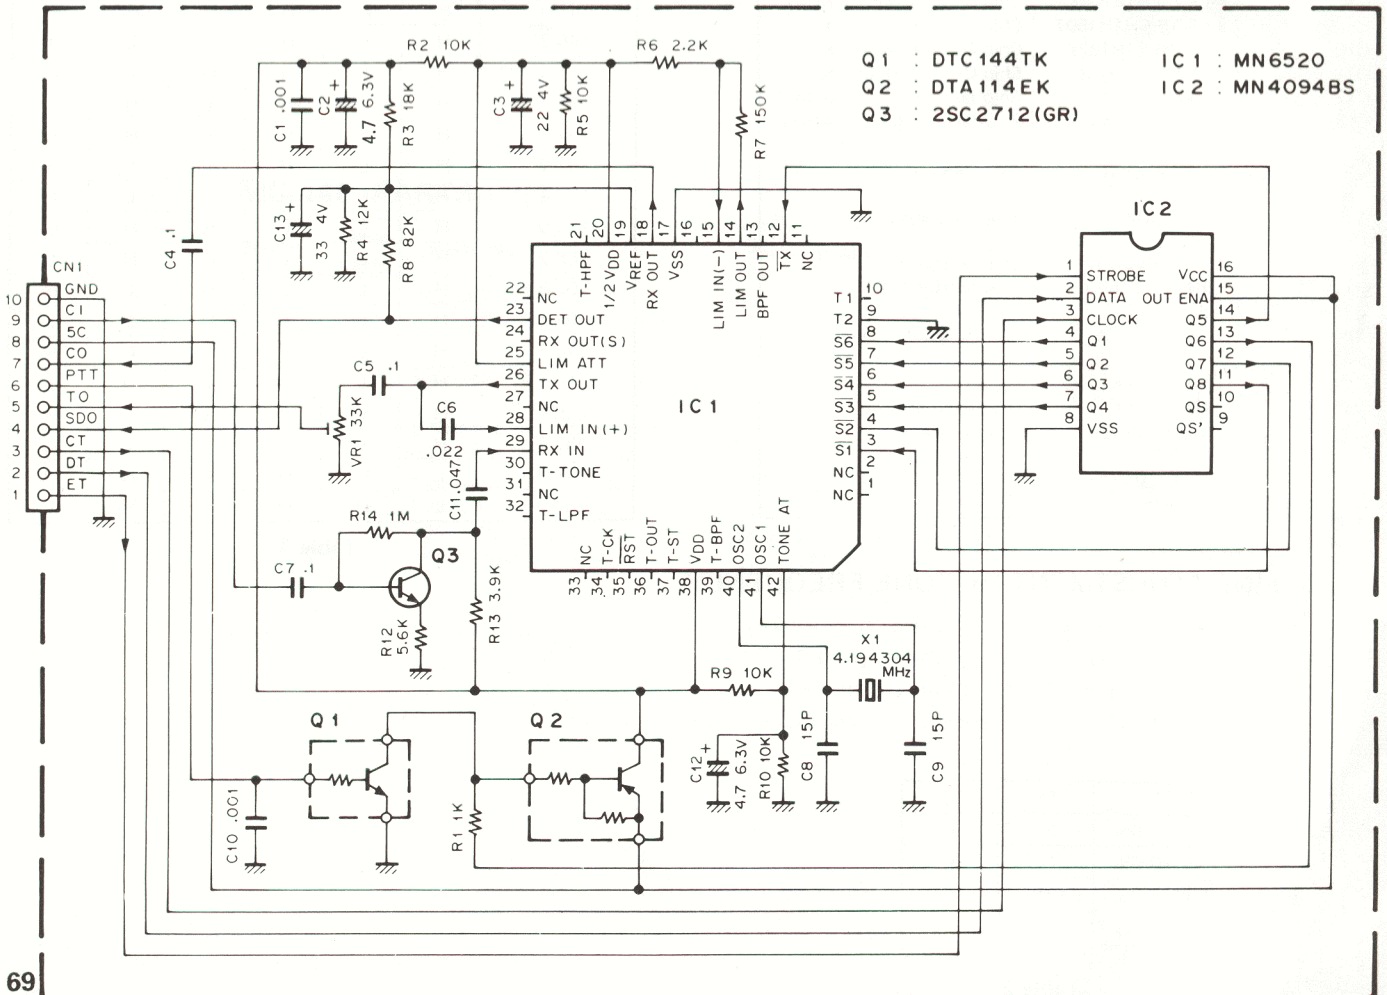 R2 10K
R6 2.2K
Q1 : DTC144TK
IC1 : MN6520
Q2 : DTA114EK
IC2 : MN4094BS
Q3 : 2SC2712(GR)
C1 .001
C2 + 4.7 6.3V
R3 18K
C3 + 22 4V
R5 10K
R7 150K
C4 .1
C13 + 33 4V
R4 12K
R8 82K
21 20 19 18 17 16 15 14 13 12 11
T-HPF
1/2 VDD
VREF
RX OUT
VSS
LIM IN(-)
LIM OUT
BPF OUT
TX
NC
IC2
CN1
10 GND
9 CI
8 5C
7 CO
6 PTT
5 TO
4 SDO
3 CT
2 DT
1 ET
22 NC
23 DET OUT
24 RX OUT(S)
25 LIM ATT
26 TX OUT
27 NC
28 LIM IN(+)
29 RX IN
30 T-TONE
31 NC
32 T-LPF
IC1
T1 10
T2 9
S6 8
S5 7
S4 6
S3 5
S2 4
S1 3
NC 2
NC 1
1 STROBE
2 DATA
3 CLOCK
4 Q1
5 Q2
6 Q3
7 Q4
8 VSS
VCC 16
OUT ENA 15
Q5 14
Q6 13
Q7 12
Q8 11
QS 10
QS' 9
C5 .1
VR1 33K
C6
.022
C11 .047
R14 1M
Q3
C7 .1
R12
5.6K
R13 3.9K
NC
T-CK
RST
T-OUT
T-ST
VDD
T-BPF
OSC2
OSC1
TONE AT
33 34 35 36 37 38 39 40 41 42
X1
4.194304
MHz
R9 10K
Q1
Q2
C10 .001
R1 1K
C12 + 4.7 6.3V
R10 10K
C8 15P
C9 15P
69